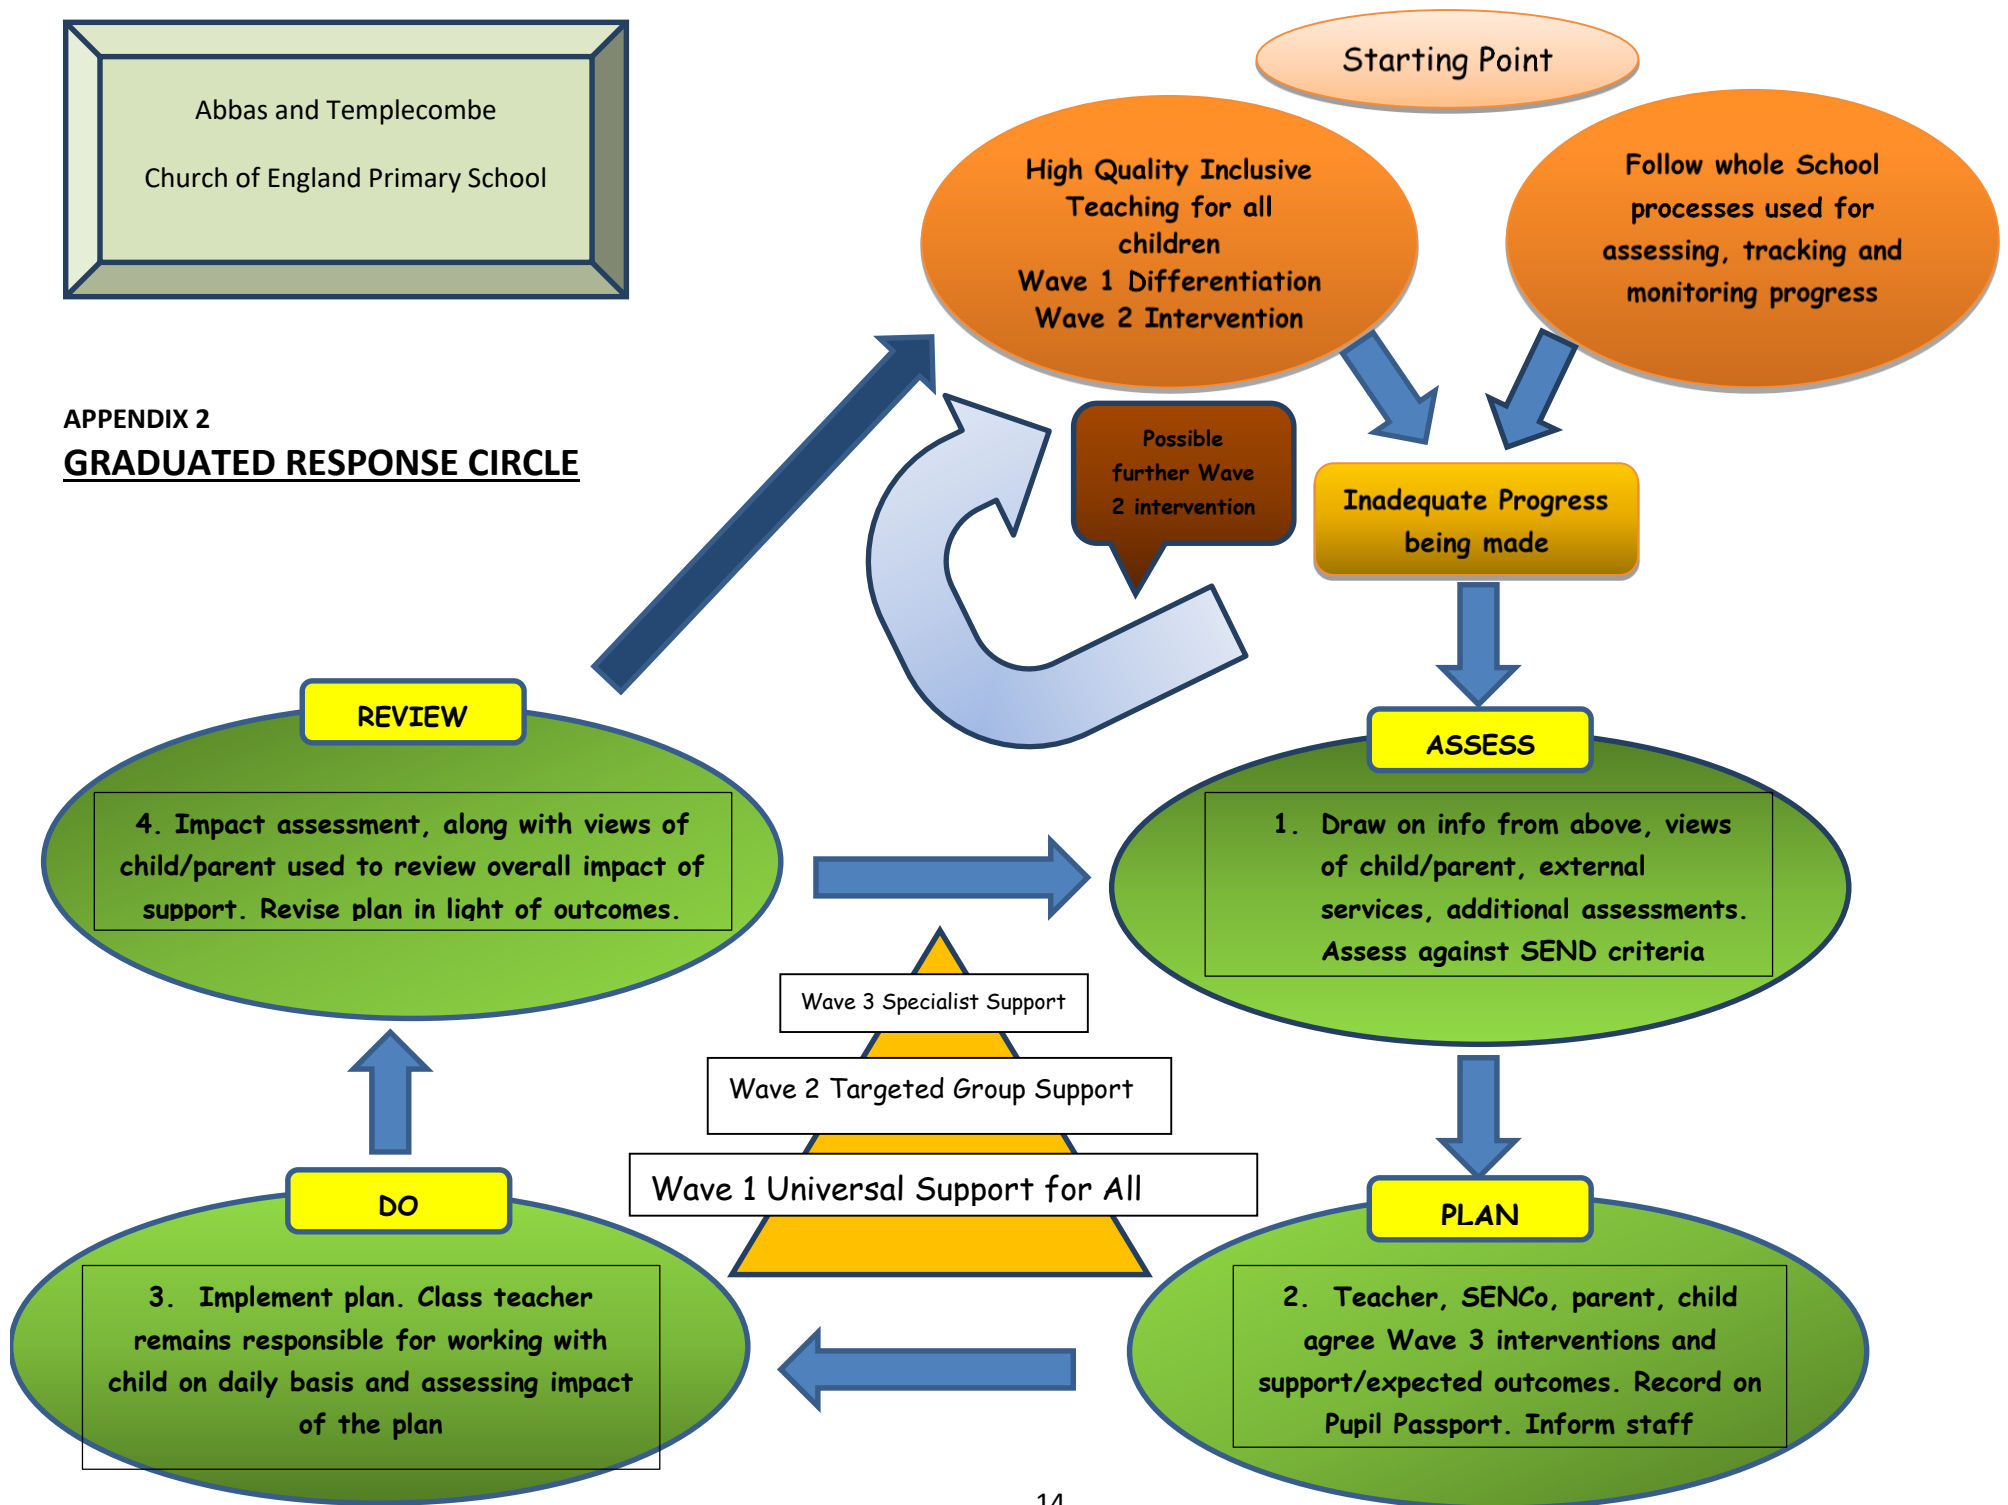 Abbas and Templecombe
Church of England Primary School
Starting Point
High Quality Inclusive
Teaching for all
children
Wave 1 Differentiation
Wave 2 Intervention
Follow whole School
processes used for
assessing, tracking and
monitoring progress
APPENDIX 2
GRADUATED RESPONSE CIRCLE
Possible
further Wave
2 intervention
Inadequate Progress
being made
REVIEW
4. Impact assessment, along with views of
child/parent used to review overall impact of
support. Revise plan in light of outcomes.
ASSESS
1. Draw on info from above, views
of child/parent, external
services, additional assessments.
Assess against SEND criteria
Wave 3 Specialist Support
Wave 2 Targeted Group Support
Wave 1 Universal Support for All
DO
3. Implement plan. Class teacher
remains responsible for working with
child on daily basis and assessing impact
of the plan
PLAN
2. Teacher, SENCo, parent, child
agree Wave 3 interventions and
support/expected outcomes. Record on
Pupil Passport. Inform staff
14